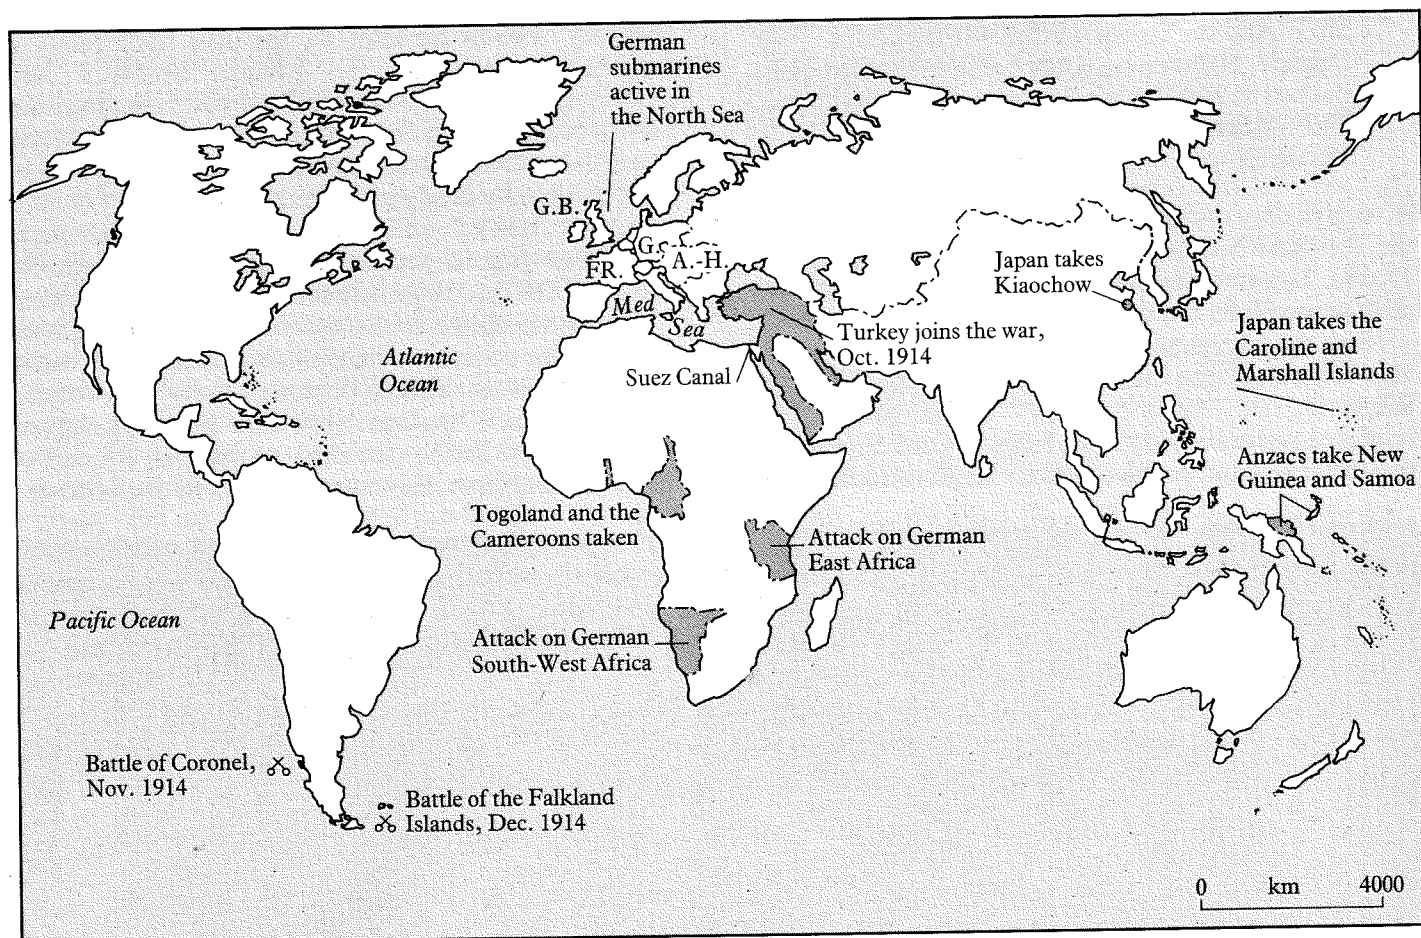 German
submarines
active in
the North Sea
G.B.
G.
FR.
A.-H.
Med
Sea
Suez Canal
Turkey joins the war,
Oct. 1914
Japan takes
Kiaochow
Japan takes the
Caroline and
Marshall Islands
Anzacs take New
Guinea and Samoa
Atlantic
Ocean
Togoland and the
Cameroons taken
Attack on German
East Africa
Attack on German
South-West Africa
Pacific Ocean
Battle of Coronel,
Nov. 1914
Battle of the Falkland
Islands, Dec. 1914
0 km 4000